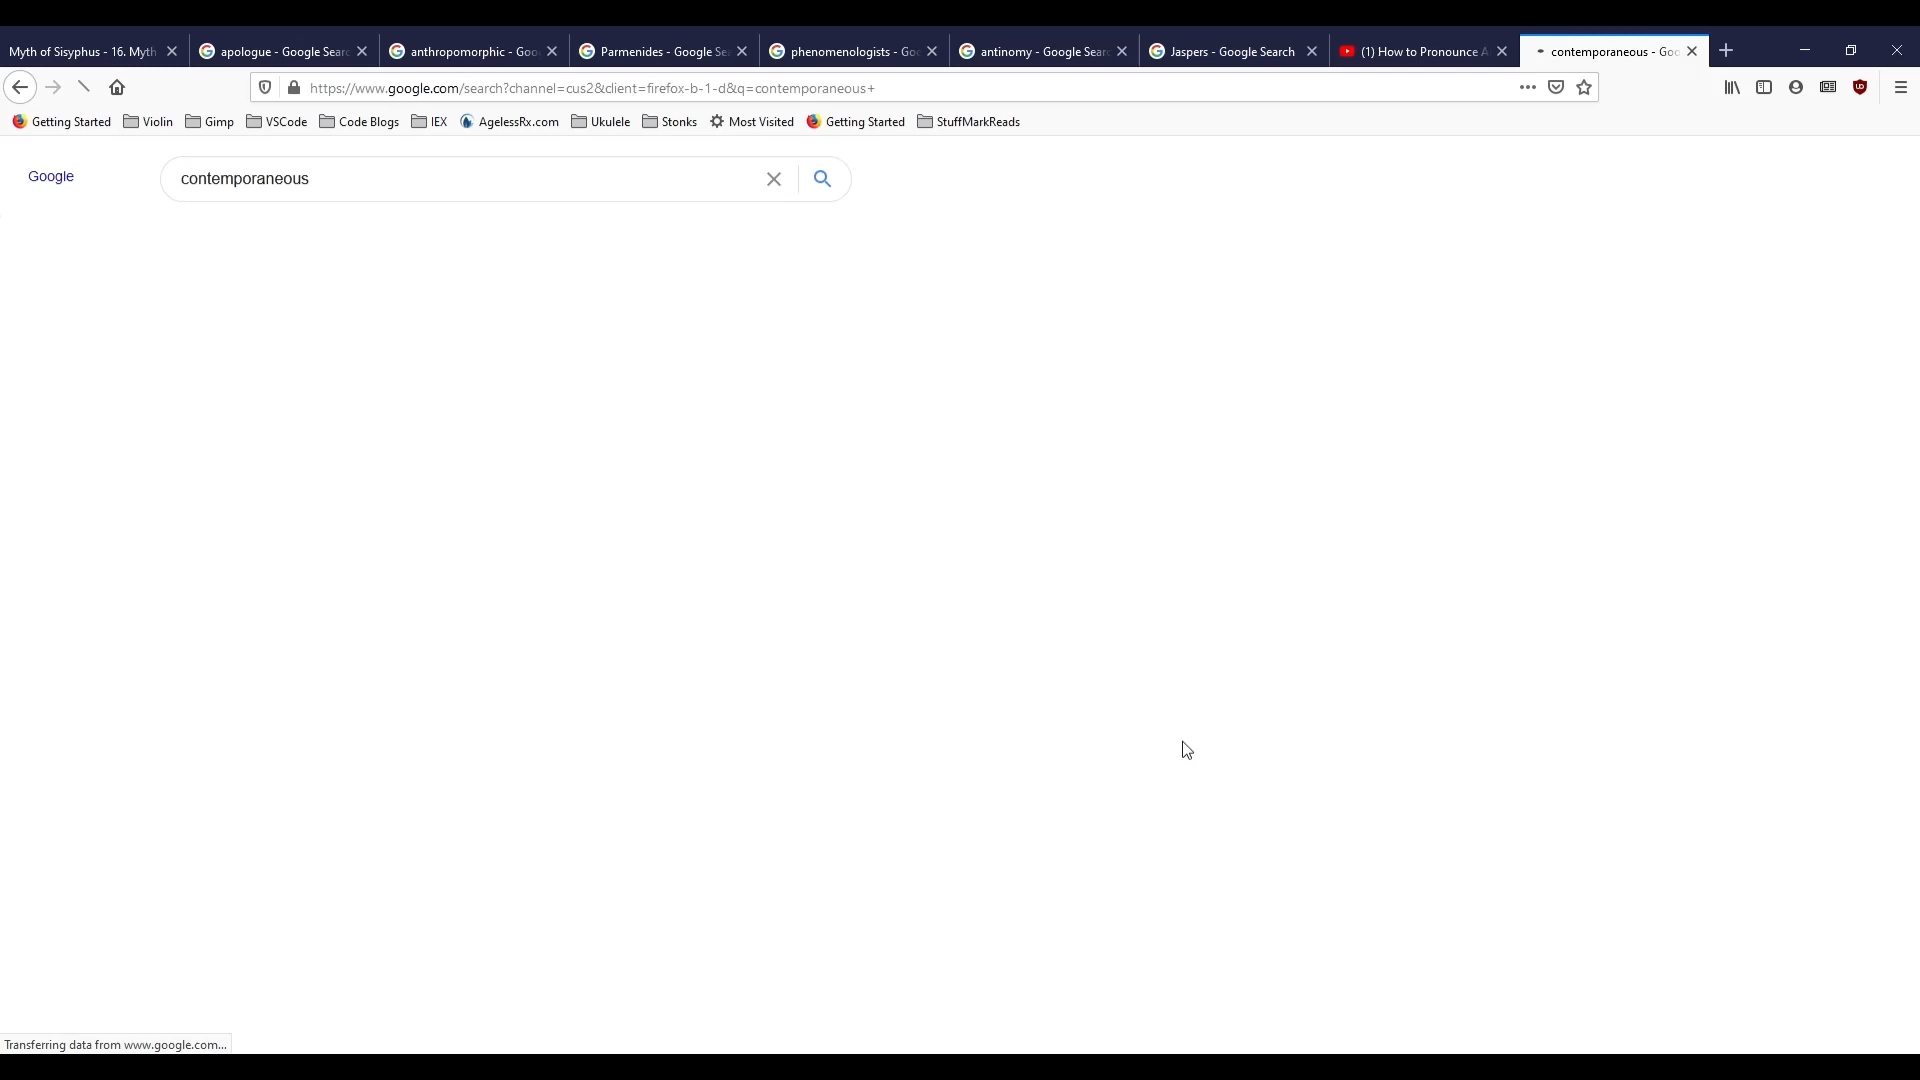 Myth of Sisyphus - 16. Myth
apologue - Google Searc
anthropomorphic - Goo
Parmenides - Google Se
phenomenologists - Go
antinomy - Google Searc
Jaspers - Google Search
(1) How to Pronounce A
contemporaneous - Goo
https://www.google.com/search?channel=cus2&client=firefox-b-1-d&q=contemporaneous+
Getting Started
Violin
Gimp
VSCode
Code Blogs
IEX
AgelessRx.com
Ukulele
Stonks
Most Visited
Getting Started
StuffMarkReads
Google
contemporaneous
Transferring data from www.google.com...